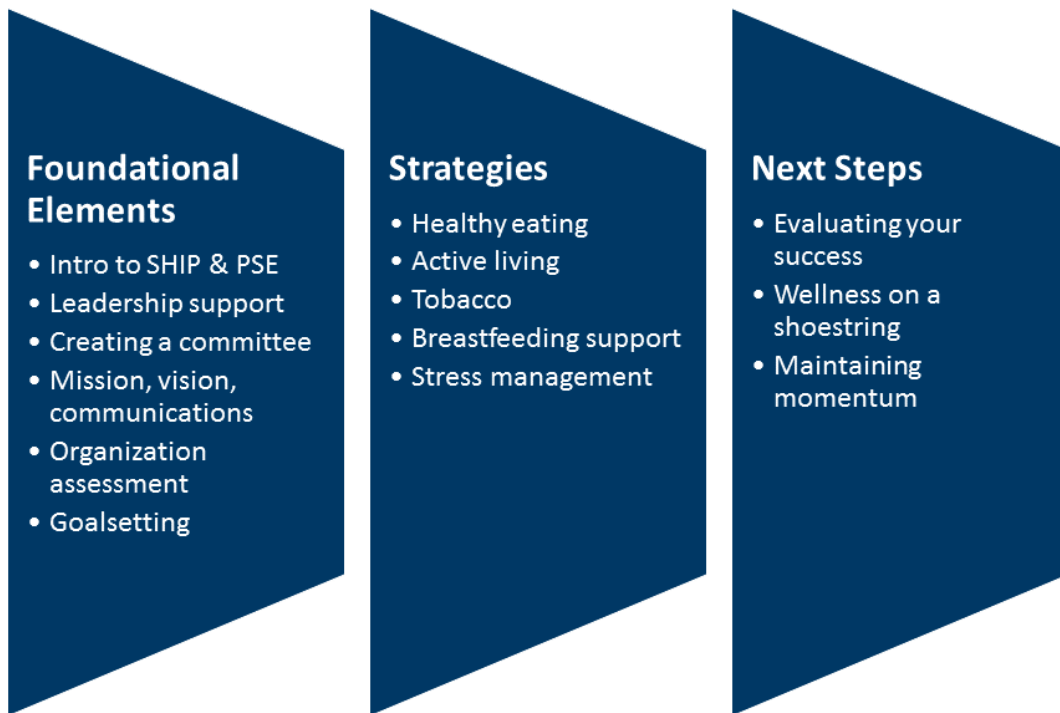 Foundational
Elements
• Intro to SHIP & PSE
• Leadership support
• Creating a committee
• Mission, vision,
communications
• Organization
assessment
• Goalsetting
Strategies
• Healthy eating
• Active living
• Tobacco
• Breastfeeding support
• Stress management
Next Steps
• Evaluating your
success
• Wellness on a
shoestring
• Maintaining
momentum